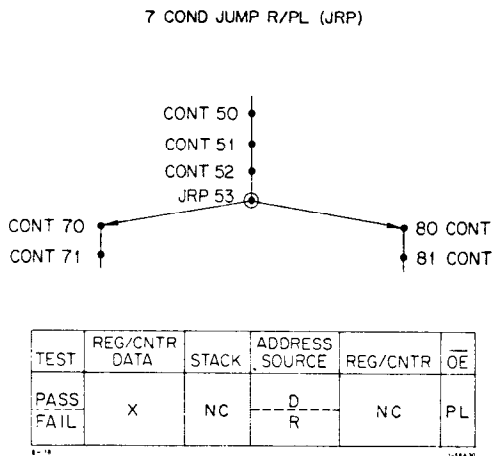 7 COND JUMP R/PL (JRP)
CONT 50
CONT 51
CONT 52
JRP 53
CONT 70
80 CONT
CONT 71
81 CONT
TEST REG/CNTR DATA STACK ADDRESS SOURCE REG/CNTR OE
PASS X NC D NC PL
FAIL R